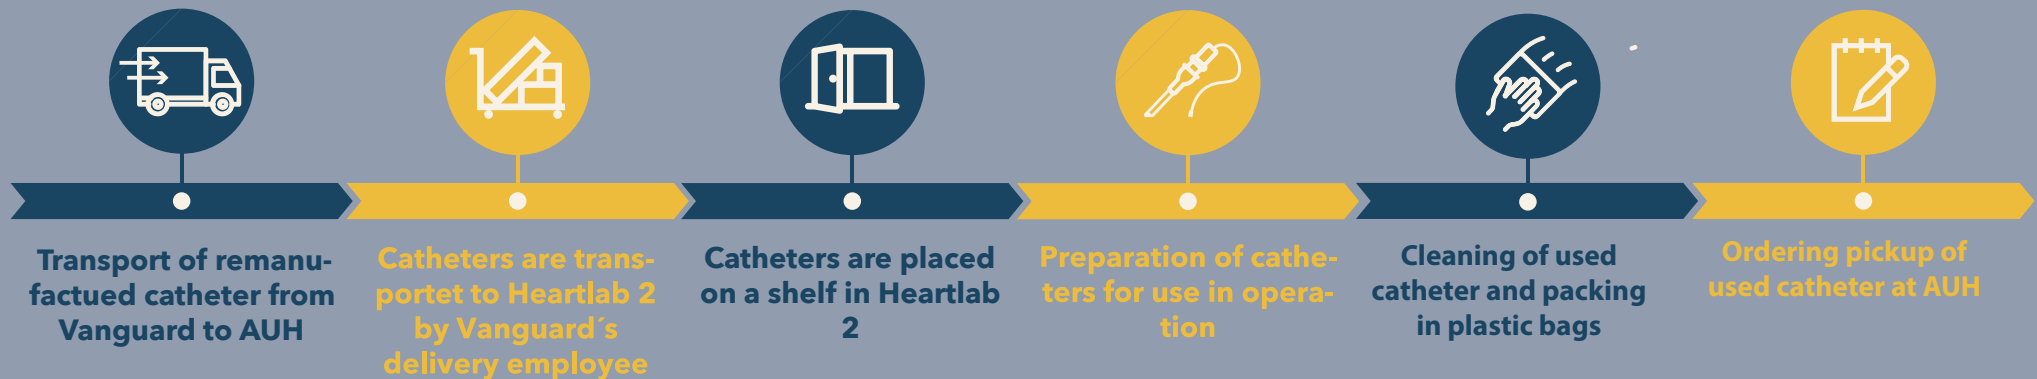 Transport of remanu-
factued catheter from
Vanguard to AUH
Catheters are trans-
portet to Heartlab 2
by Vanguard´s
delivery employee
Catheters are placed
on a shelf in Heartlab
2
Preparation of cathe-
ters for use in opera-
tion
Cleaning of used
catheter and packing
in plastic bags
Ordering pickup of
used catheter at AUH